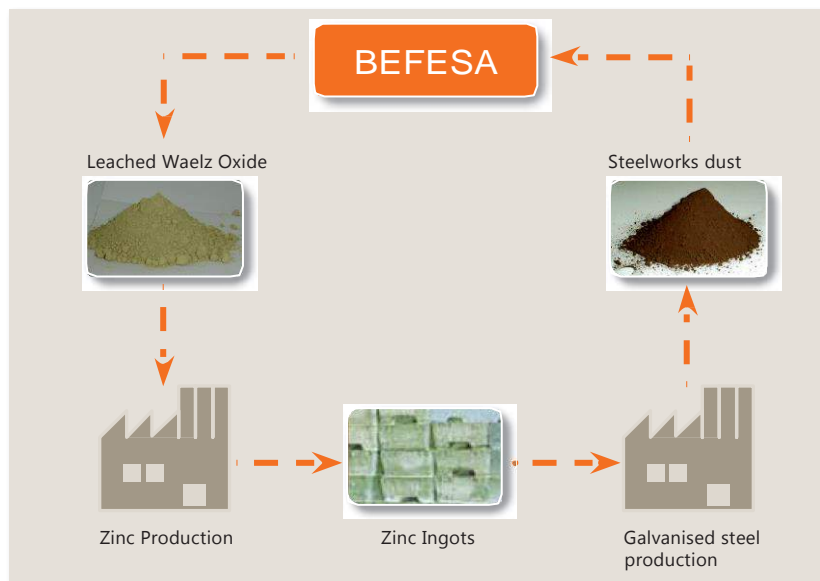 BEFESA
Leached Waelz Oxide
Steelworks dust
Zinc Production
Zinc Ingots
Galvanised steel
production